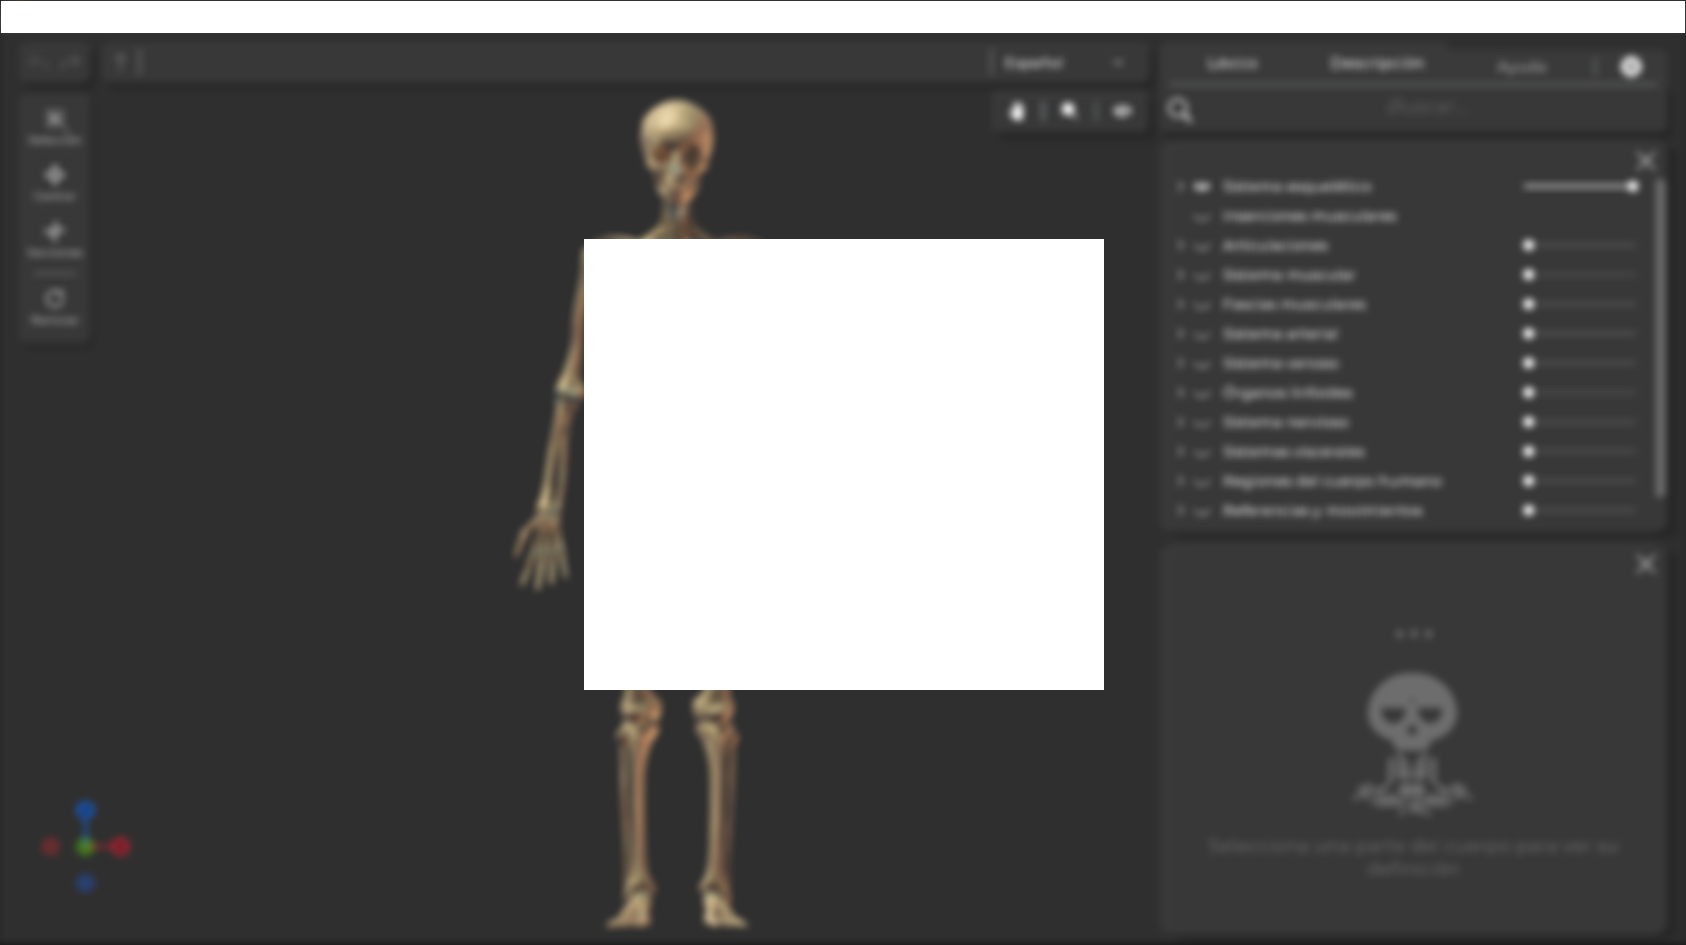 Español
Léxico
Descripción
Ayuda
Buscar...
Selección
Remover
Sistema esquelético
Inserciones musculares
Articulaciones
Sistema muscular
Fascias musculares
Sistema arterial
Sistema venoso
Órganos linfoides
Sistema nervioso
Sistemas viscerales
Regiones del cuerpo humano
Referencias y movimientos
Selecciona una parte del cuerpo para ver su
definición